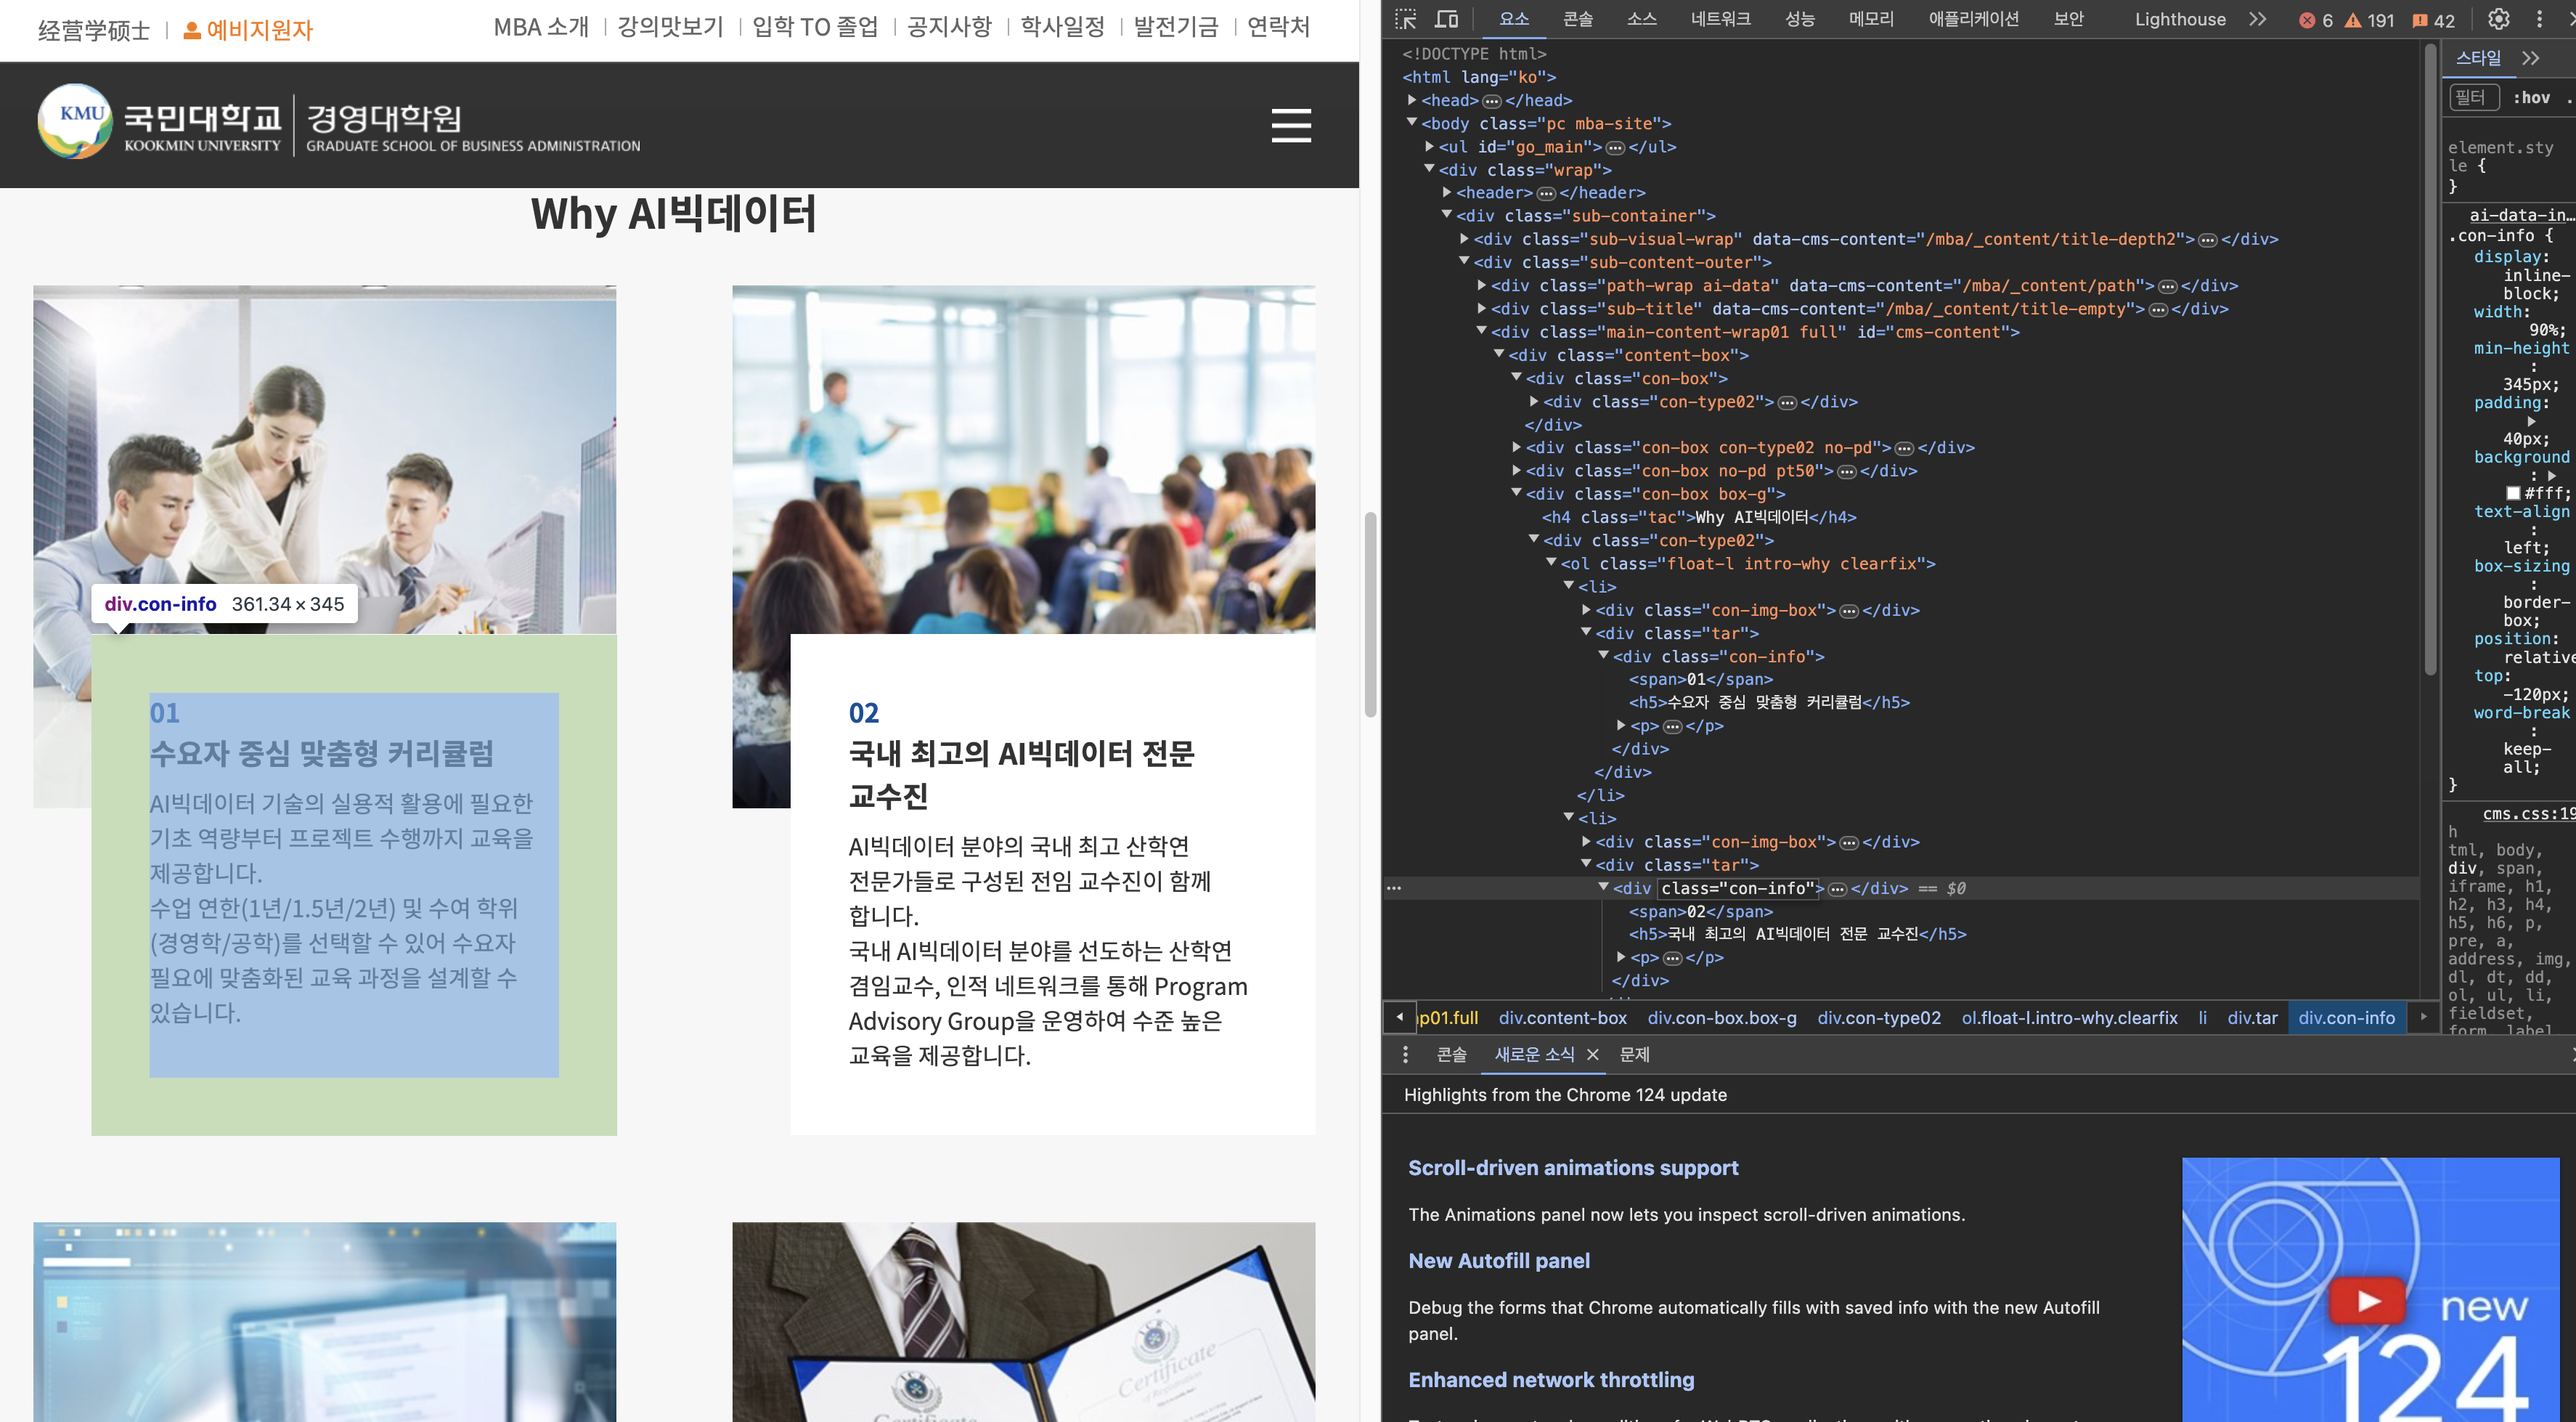 经营学硕士
예비지원자
MBA 소개
강의맛보기
입학 TO 졸업
공지사항
학사일정
발전기금
연락처
KMU
국민대학교
KOOKMIN UNIVERSITY
경영대학원
GRADUATE SCHOOL OF BUSINESS ADMINISTRATION
Why AI빅데이터
div.con-info 361.34 × 345
01
수요자 중심 맞춤형 커리큘럼
AI빅데이터 기술의 실용적 활용에 필요한
기초 역량부터 프로젝트 수행까지 교육을
제공합니다.
수업 연한(1년/1.5년/2년) 및 수여 학위
(경영학/공학)를 선택할 수 있어 수요자
필요에 맞춤화된 교육 과정을 설계할 수
있습니다.
02
국내 최고의 AI빅데이터 전문
교수진
AI빅데이터 분야의 국내 최고 산학연
전문가들로 구성된 전임 교수진이 함께
합니다.
국내 AI빅데이터 분야를 선도하는 산학연
겸임교수, 인적 네트워크를 통해 Program
Advisory Group을 운영하여 수준 높은
교육을 제공합니다.
Certificate
Certificate
요소
콘솔
소스
네트워크
성능
메모리
애플리케이션
보안
Lighthouse
6
191
42
<!DOCTYPE html>
<html lang="ko">
<head>…</head>
<body class="pc mba-site">
<ul id="go_main">…</ul>
<div class="wrap">
<header>…</header>
<div class="sub-container">
<div class="sub-visual-wrap" data-cms-content="/mba/_content/title-depth2">…</div>
<div class="sub-content-outer">
<div class="path-wrap ai-data" data-cms-content="/mba/_content/path">…</div>
<div class="sub-title" data-cms-content="/mba/_content/title-empty">…</div>
<div class="main-content-wrap01 full" id="cms-content">
<div class="content-box">
<div class="con-box">
<div class="con-type02">…</div>
</div>
<div class="con-box con-type02 no-pd">…</div>
<div class="con-box no-pd pt50">…</div>
<div class="con-box box-g">
<h4 class="tac">Why AI빅데이터</h4>
<div class="con-type02">
<ol class="float-l intro-why clearfix">
<li>
<div class="con-img-box">…</div>
<div class="tar">
<div class="con-info">
<span>01</span>
<h5>수요자 중심 맞춤형 커리큘럼</h5>
<p>…</p>
</div>
</div>
</li>
<li>
<div class="con-img-box">…</div>
<div class="tar">
<div class="con-info">…</div> == $0
<span>02</span>
<h5>국내 최고의 AI빅데이터 전문 교수진</h5>
<p>…</p>
</div>
p01.full div.content-box div.con-box.box-g div.con-type02 ol.float-l.intro-why.clearfix li div.tar div.con-info
스타일
필터
:hov
element.sty
le {
}
ai-data-in…
.con-info {
display:
inline-
block;
width:
90%;
min-height
:
345px;
padding:
40px;
background
:
#fff;
text-align
:
left;
box-sizing
:
border-
box;
position:
relative
top:
-120px;
word-break
:
keep-
all;
}
cms.css:19
h
tml, body,
div, span,
iframe, h1,
h2, h3, h4,
h5, h6, p,
pre, a,
address, img,
dl, dt, dd,
ol, ul, li,
fieldset,
form, label
콘솔
새로운 소식
문제
Highlights from the Chrome 124 update
Scroll-driven animations support
The Animations panel now lets you inspect scroll-driven animations.
New Autofill panel
Debug the forms that Chrome automatically fills with saved info with the new Autofill
panel.
Enhanced network throttling
new
124